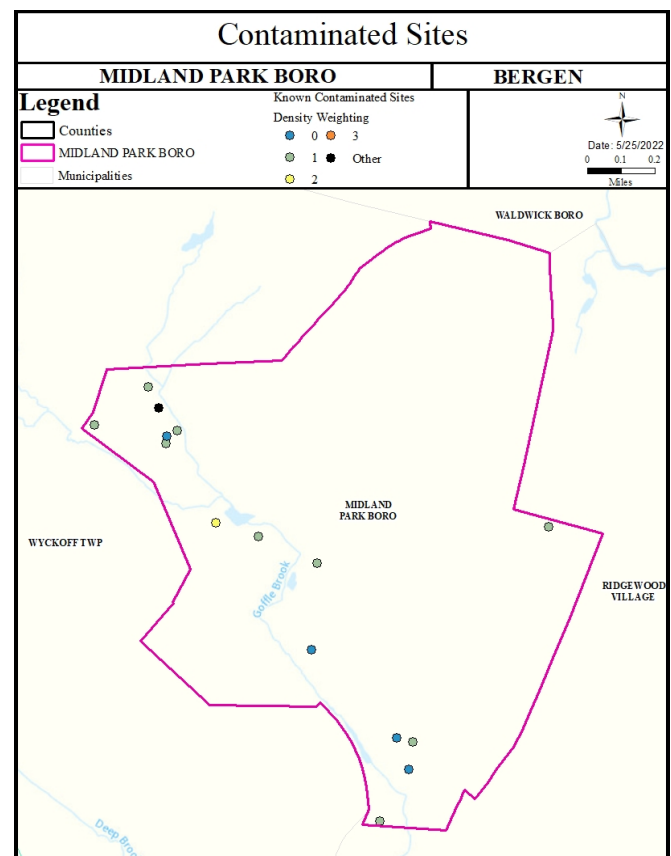 Contaminated Sites
MIDLAND PARK BORO
BERGEN
Legend
Counties
MIDLAND PARK BORO
Municipalities
Known Contaminated Sites
Density Weighting
0 3
1 Other
2
N
Date: 5/25/2022
0 0.1 0.2
Miles
WALDWICK BORO
MIDLAND
PARK BORO
WYCKOFF TWP
RIDGEWOOD
VILLAGE
Goffle Brook
Deep Broo